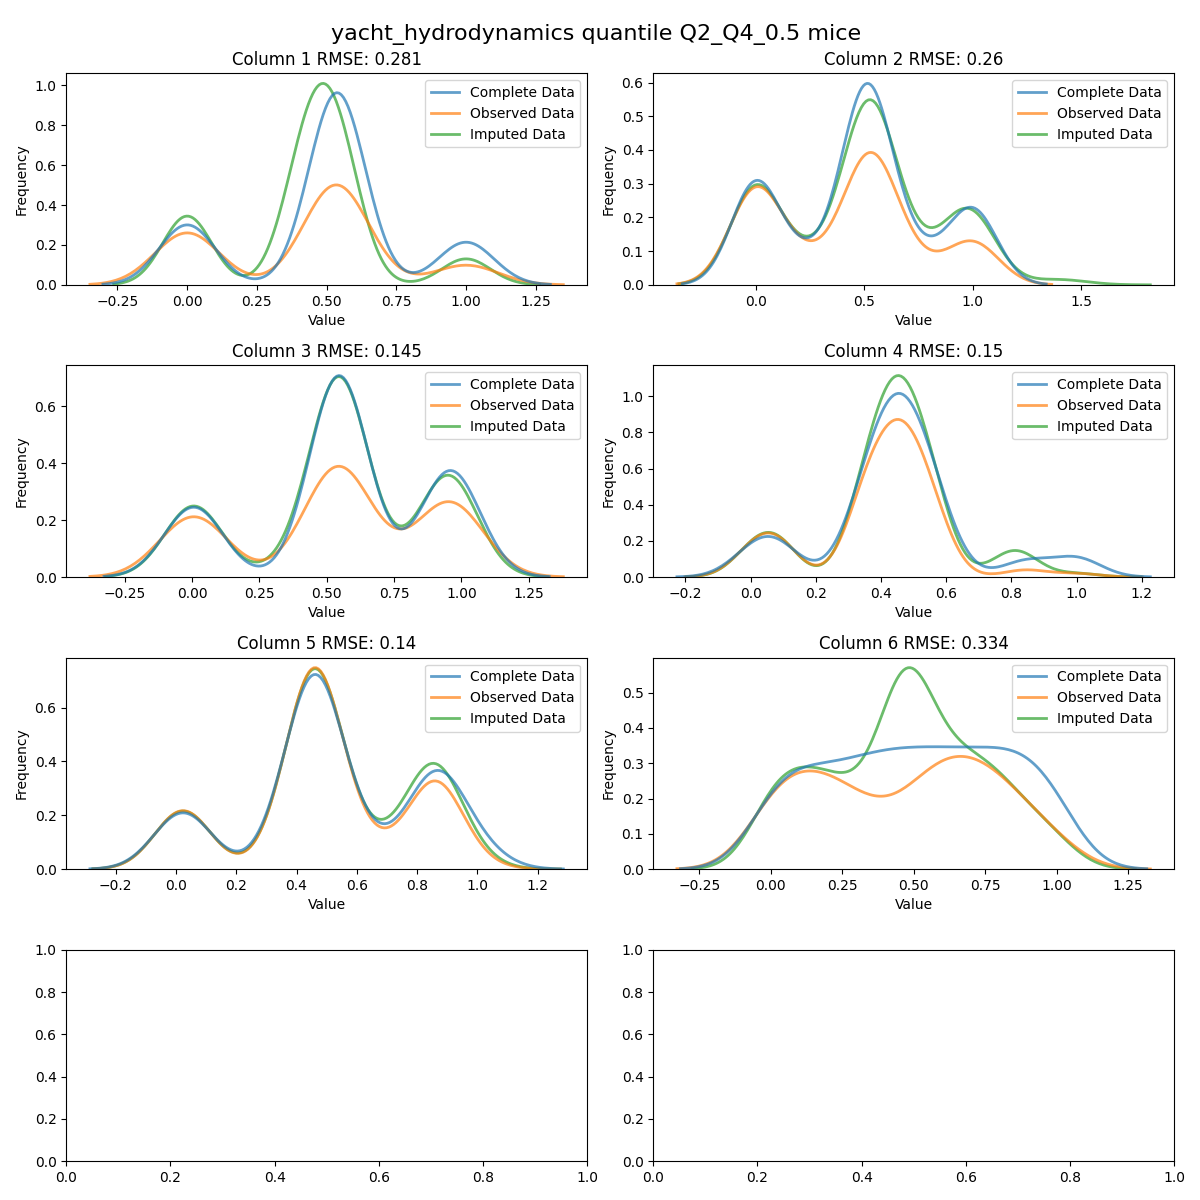 yacht_hydrodynamics quantile Q2_Q4_0.5 mice
Column 1 RMSE: 0.281
Frequency
1.0
0.8
0.6
0.4
0.2
0.0
Complete Data
Observed Data
Imputed Data
−0.25 0.00 0.25 0.50 0.75 1.00 1.25
Value
Column 2 RMSE: 0.26
Frequency
0.6
0.5
0.4
0.3
0.2
0.1
0.0
Complete Data
Observed Data
Imputed Data
0.0 0.5 1.0 1.5
Value
Column 3 RMSE: 0.145
Frequency
0.6
0.4
0.2
0.0
Complete Data
Observed Data
Imputed Data
−0.25 0.00 0.25 0.50 0.75 1.00 1.25
Value
Column 4 RMSE: 0.15
Frequency
1.0
0.8
0.6
0.4
0.2
0.0
Complete Data
Observed Data
Imputed Data
−0.2 0.0 0.2 0.4 0.6 0.8 1.0 1.2
Value
Column 5 RMSE: 0.14
Frequency
0.6
0.4
0.2
0.0
Complete Data
Observed Data
Imputed Data
−0.2 0.0 0.2 0.4 0.6 0.8 1.0 1.2
Value
Column 6 RMSE: 0.334
Frequency
0.5
0.4
0.3
0.2
0.1
0.0
Complete Data
Observed Data
Imputed Data
−0.25 0.00 0.25 0.50 0.75 1.00 1.25
Value
1.0
0.8
0.6
0.4
0.2
0.0
0.0 0.2 0.4 0.6 0.8 1.0
1.0
0.8
0.6
0.4
0.2
0.0
0.0 0.2 0.4 0.6 0.8 1.0